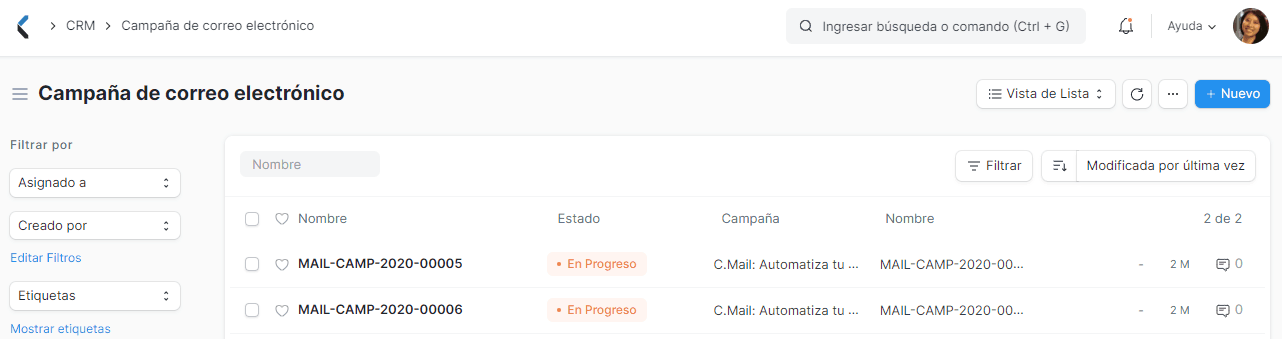 CRM Campaña de correo electrónico Ingresar búsqueda o comando (Ctrl + G) Ayuda
Campaña de correo electrónico Vista de Lista ... + Nuevo
Filtrar por
Asignado a
Creado por
Editar Filtros
Etiquetas
Mostrar etiquetas
Nombre Filtrar Modificada por última vez
Nombre Estado Campaña Nombre 2 de 2
MAIL-CAMP-2020-00005 • En Progreso C.Mail: Automatiza tu ... MAIL-CAMP-2020-00... - 2 M 0
MAIL-CAMP-2020-00006 • En Progreso C.Mail: Automatiza tu ... MAIL-CAMP-2020-00... - 2 M 0